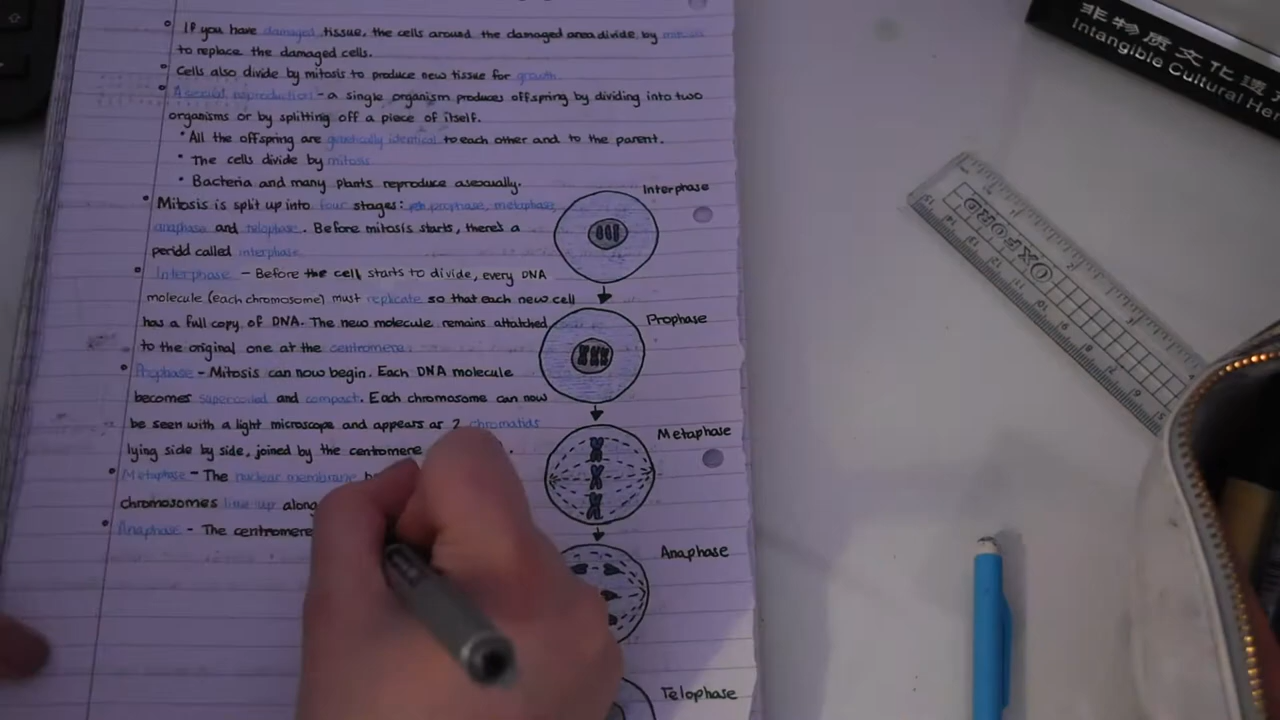 If you have damaged tissue, the cells around the damaged area divide by mitosis
to replace the damaged cells.
Cells also divide by mitosis to produce new tissue for growth.
Asexual reproduction - a single organism produces offspring by dividing into two
organisms or by splitting off a piece of itself.
All the offspring are genetically identical to each other and to the parent.
The cells divide by mitosis
Bacteria and many plants reproduce asexually.
Mitosis is split up into four stages: prophase, metaphase,
anaphase and telophase. Before mitosis starts, there's a
period called interphase
Interphase - Before the cell starts to divide, every DNA
molecule (each chromosome) must replicate so that each new cell
has a full copy of DNA. The new molecule remains attatched
to the original one at the centromere.
Prophase - Mitosis can now begin. Each DNA molecule
becomes supercoiled and compact. Each chromosome can now
be seen with a light microscope and appears as 2 chromatids
lying side by side, joined by the centromere
Metaphase - The nuclear membrane
chromosomes line up along
Anaphase - The centromere
Interphase
Prophase
Metaphase
Anaphase
Telophase
非物质文化遗
Intangible Cultural Her
OXFORD